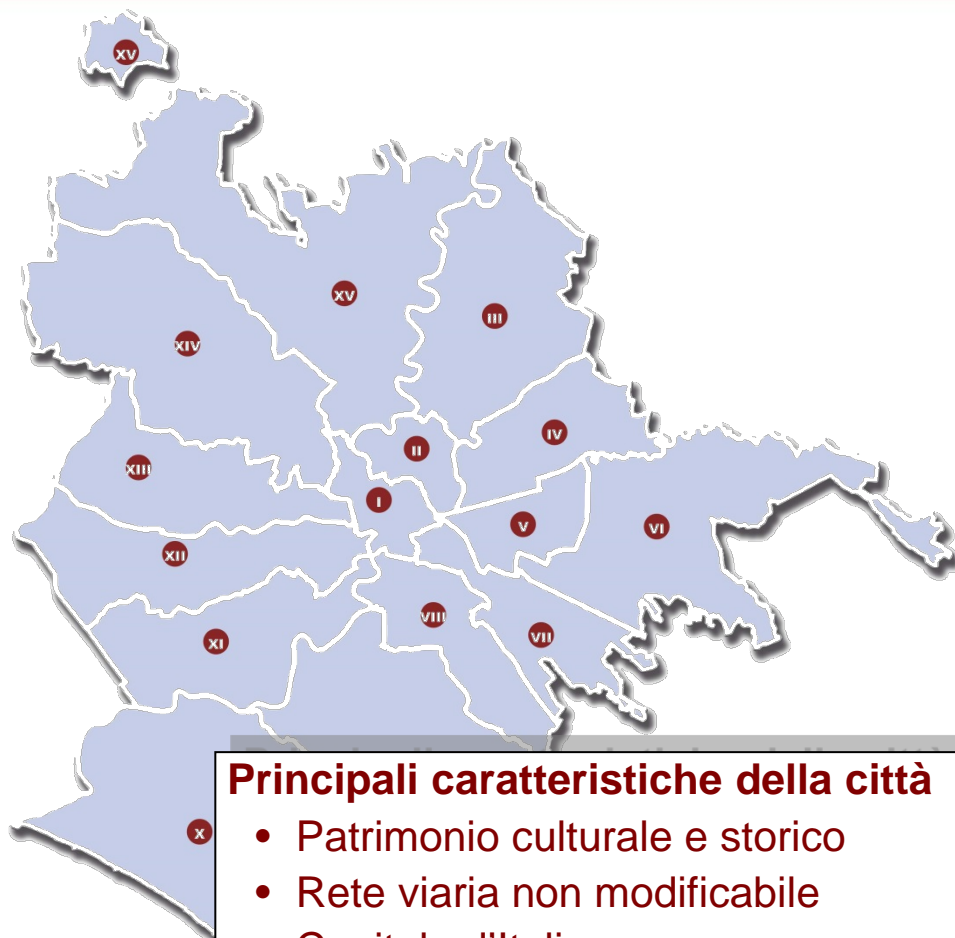 XV
XV
III
XIV
IV
II
XIII
I
V
VI
XII
VIII
VII
XI
X
Principali caratteristiche della città
• Patrimonio culturale e storico
• Rete viaria non modificabile